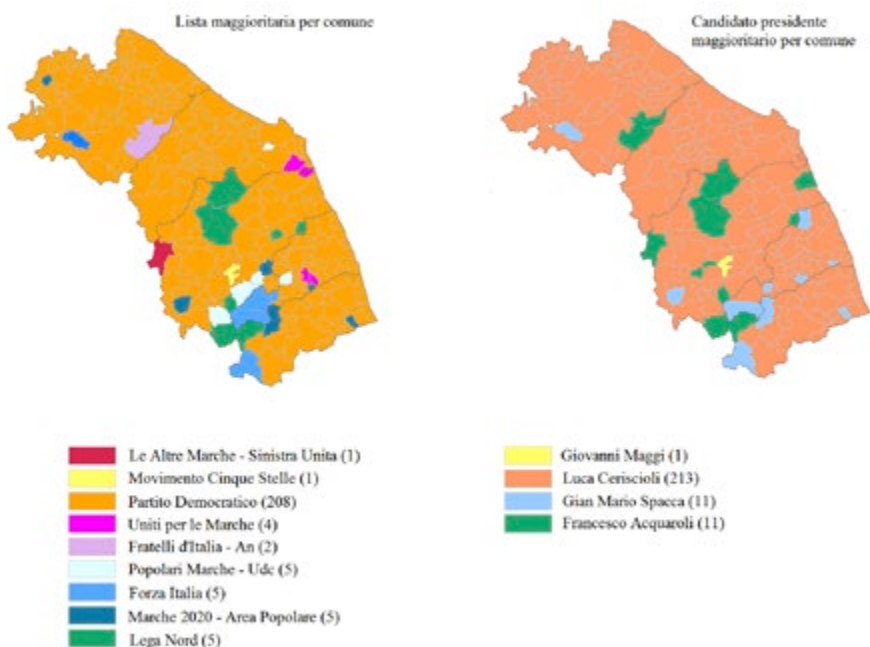 Lista maggioritaria per comune
Candidato presidente
maggioritario per comune
Le Altre Marche - Sinistra Unita (1)
Movimento Cinque Stelle (1)
Partito Democratico (208)
Uniti per le Marche (4)
Fratelli d'Italia - An (2)
Popolari Marche - Udc (5)
Forza Italia (5)
Marche 2020 - Area Popolare (5)
Lega Nord (5)
Giovanni Maggi (1)
Luca Ceriscioli (213)
Gian Mario Spacca (11)
Francesco Acquaroli (11)